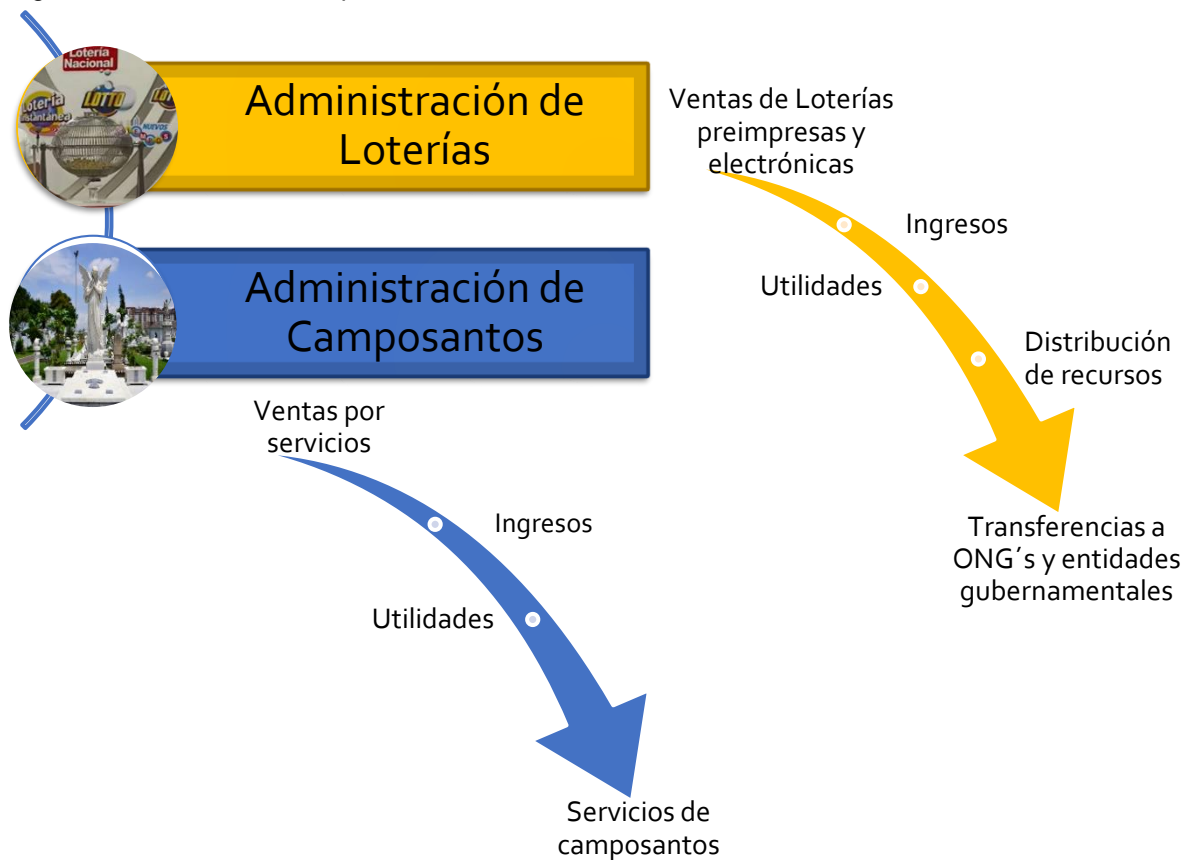 Lotería
Nacional
Lotería
Instantánea
LOTTO
NUEVOS
Administración de
Loterías
Administración de
Camposantos
Ventas de Loterías
preimpresas y
electrónicas
Ingresos
Utilidades
Distribución
de recursos
Transferencias a
ONG´s y entidades
gubernamentales
Ventas por
servicios
Ingresos
Utilidades
Servicios de
camposantos